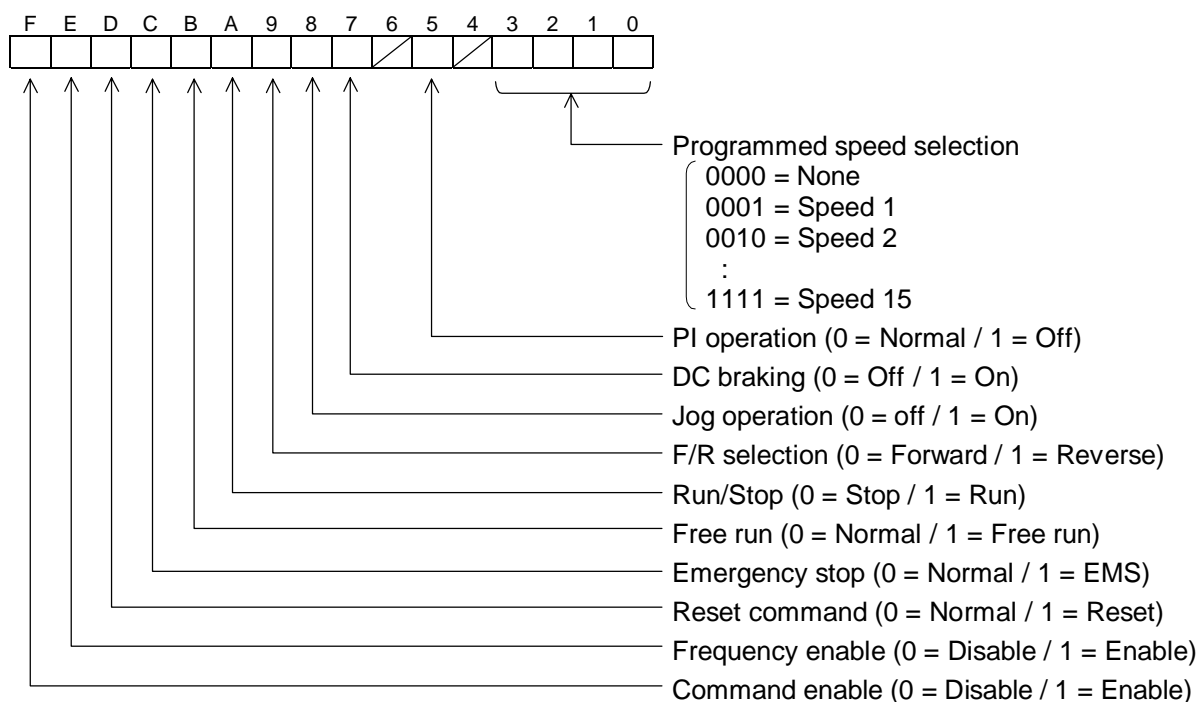 F E D C B A 9 8 7 6 5 4 3 2 1 0
Programmed speed selection
0000 = None
0001 = Speed 1
0010 = Speed 2
:
1111 = Speed 15
PI operation (0 = Normal / 1 = Off)
DC braking (0 = Off / 1 = On)
Jog operation (0 = off / 1 = On)
F/R selection (0 = Forward / 1 = Reverse)
Run/Stop (0 = Stop / 1 = Run)
Free run (0 = Normal / 1 = Free run)
Emergency stop (0 = Normal / 1 = EMS)
Reset command (0 = Normal / 1 = Reset)
Frequency enable (0 = Disable / 1 = Enable)
Command enable (0 = Disable / 1 = Enable)